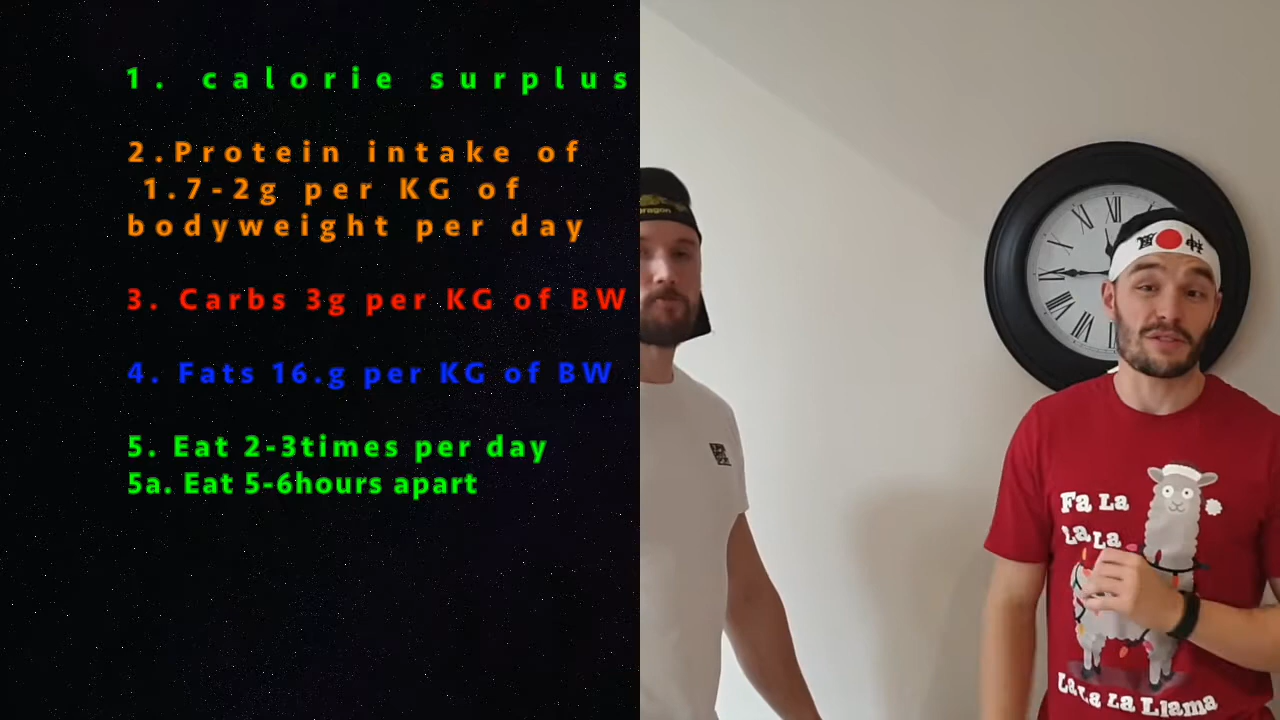 1. calorie surplus
2.Protein intake of
1.7-2g per KG of
bodyweight per day
3. Carbs 3g per KG of BW
4. Fats 16.g per KG of BW
5. Eat 2-3times per day
5a. Eat 5-6hours apart
Fa La
La La
La La La Llama